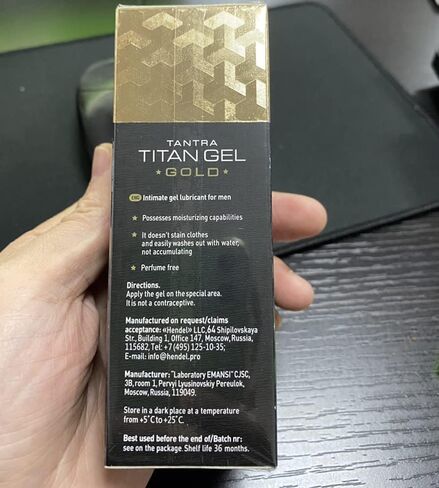 TANTRA
TITAN GEL
★ GOLD ★
ENG Intimate gel lubricant for men
★ Possesses moisturizing capabilities
★ It doesn't stain clothes
and easily washes out with water,
not accumulating
★ Perfume free
Directions.
Apply the gel on the special area.
It is not a contraceptive.
Manufactured on request/claims
acceptance: «Hendel» LLC, 64 Shipilovskaya
Str., Building 1, Office 147, Moscow, Russia,
115682, Tel: +7 (495) 125-10-35;
E-mail: info@hendel.pro
Manufacturer: "Laboratory EMANSI" CJSC,
3B, room 1, Pervyi Lyusinovskiy Pereulok,
Moscow, Russia, 119049.
Store in a dark place at a temperature
from +5°C to +25°C.
Best used before the end of/Batch nr:
see on the package. Shelf life 36 months.